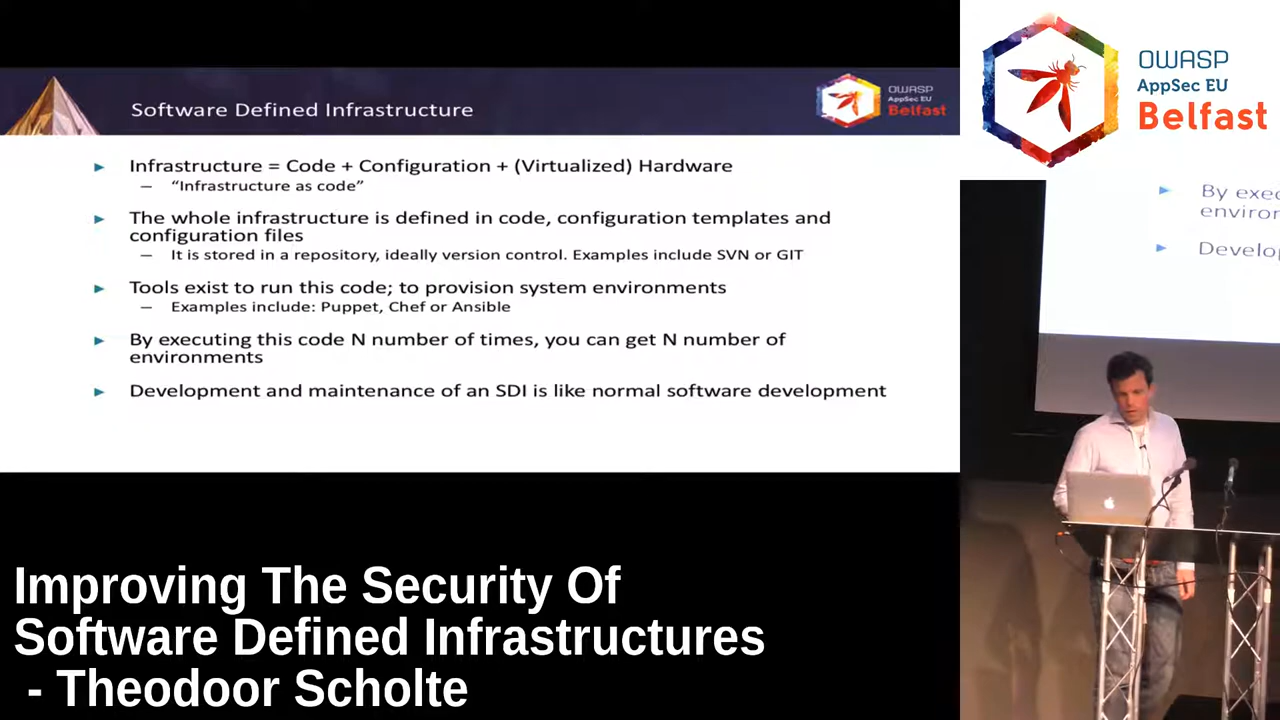 Software Defined Infrastructure
OWASP
AppSec EU
Belfast
► Infrastructure = Code + Configuration + (Virtualized) Hardware
– “Infrastructure as code”
► The whole infrastructure is defined in code, configuration templates and
configuration files
– It is stored in a repository, ideally version control. Examples include SVN or GIT
► Tools exist to run this code; to provision system environments
– Examples include: Puppet, Chef or Ansible
► By executing this code N number of times, you can get N number of
environments
► Development and maintenance of an SDI is like normal software development
OWASP
AppSec EU
Belfast
► By exec
environ
► Develop
Improving The Security Of
Software Defined Infrastructures
- Theodoor Scholte